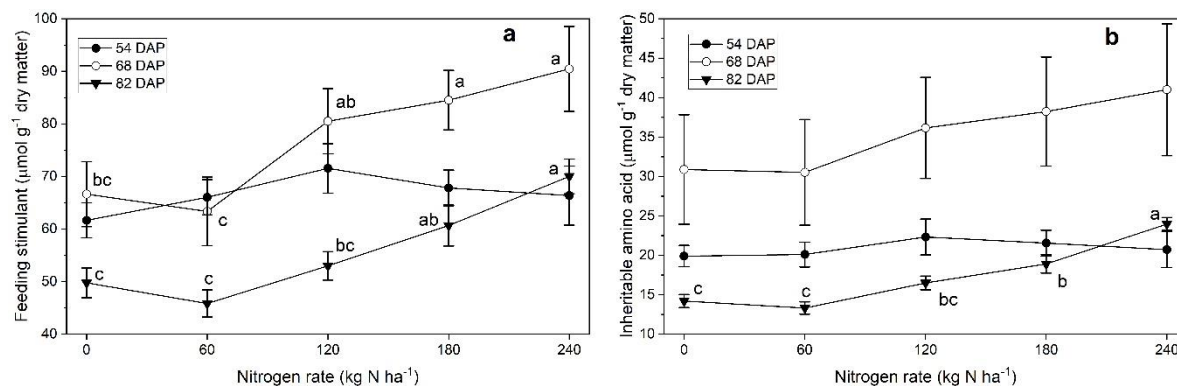 a
54 DAP
68 DAP
82 DAP
Feeding stimulant (μmol g⁻¹ dry matter)
100
90
80
70
60
50
40
bc
c
ab
a
a
c
c
bc
ab
a
0 60 120 180 240
Nitrogen rate (kg N ha⁻¹)
b
54 DAP
68 DAP
82 DAP
Inheritable amino acid (μmol g⁻¹ dry matter)
50
45
40
35
30
25
20
15
10
c
c
bc
b
a
0 60 120 180 240
Nitrogen rate (kg N ha⁻¹)